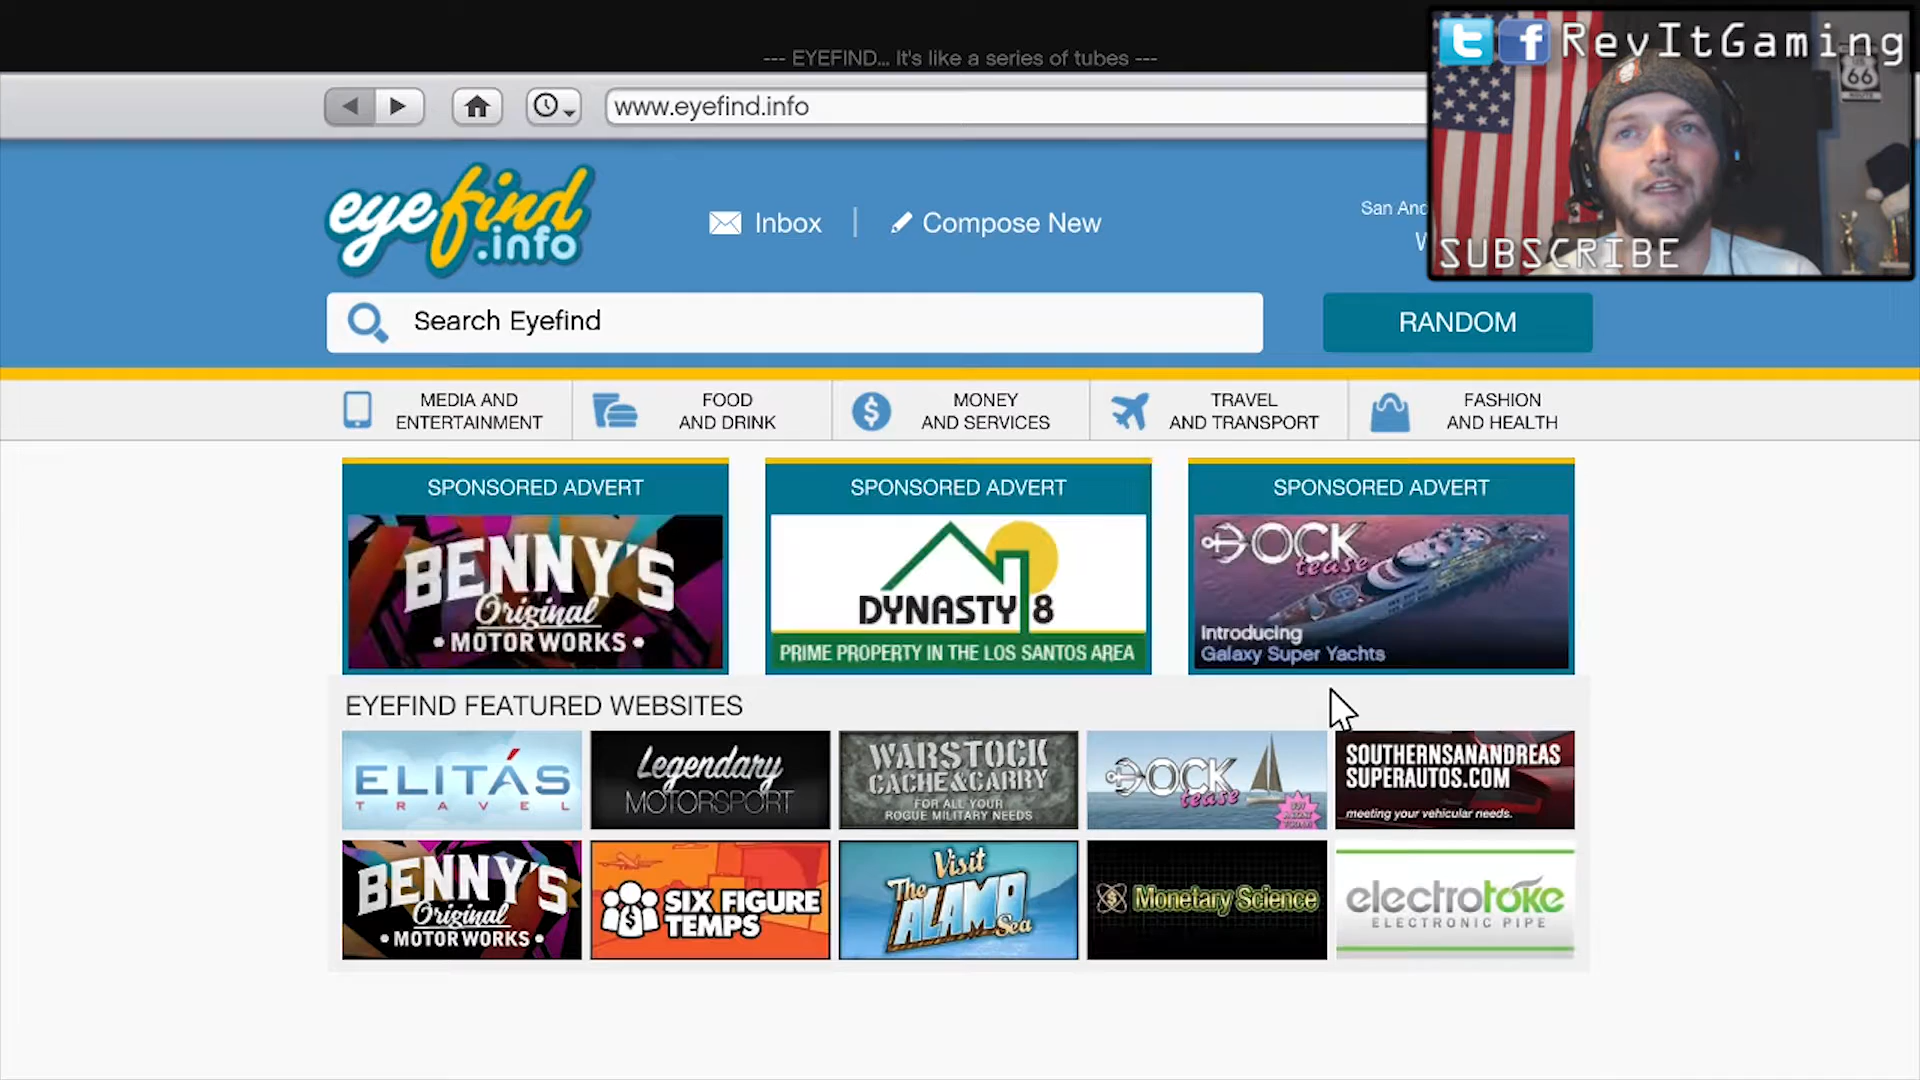 --- EYEFIND... It's like a series of tubes ---
RevItGaming
66
www.eyefind.info
eyefind
.info
Inbox
Compose New
San And
W
SUBSCRIBE
Search Eyefind
RANDOM
MEDIA AND
ENTERTAINMENT
FOOD
AND DRINK
MONEY
AND SERVICES
TRAVEL
AND TRANSPORT
FASHION
AND HEALTH
SPONSORED ADVERT
BENNY'S
Original
• MOTORWORKS •
SPONSORED ADVERT
DYNASTY 8
PRIME PROPERTY IN THE LOS SANTOS AREA
SPONSORED ADVERT
DOCK
tease
Introducing
Galaxy Super Yachts
EYEFIND FEATURED WEBSITES
ELITÁS
TRAVEL
Legendary
MOTORSPORT
WARSTOCK
CACHE&CARRY
FOR ALL YOUR
ROGUE MILITARY NEEDS
DOCK
tease
SOUTHERNSANANDREAS
SUPERAUTOS.COM
meeting your vehicular needs.
BENNY'S
Original
• MOTORWORKS •
SIX FIGURE
TEMPS
Visit
The
ALAMO
Sea
Monetary Science
electrotoke
ELECTRONIC PIPE